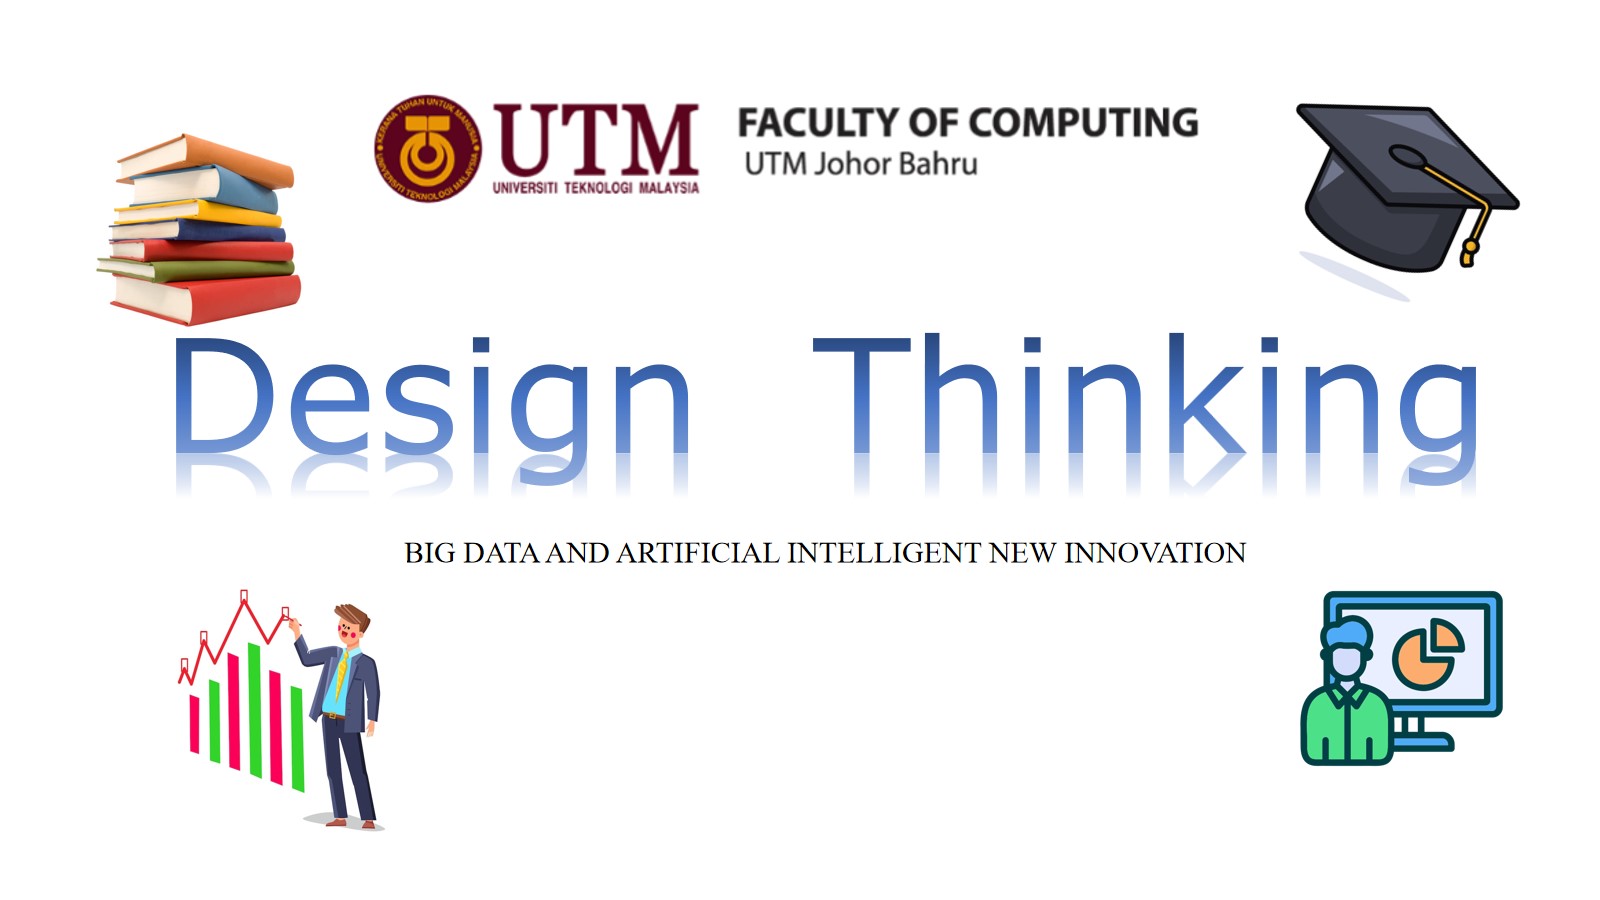 KERANA TUHAN UNTUK MANUSIA
UNIVERSITI TEKNOLOGI MALAYSIA
UTM
UNIVERSITI TEKNOLOGI MALAYSIA
FACULTY OF COMPUTING
UTM Johor Bahru
Design Thinking
BIG DATA AND ARTIFICIAL INTELLIGENT NEW INNOVATION